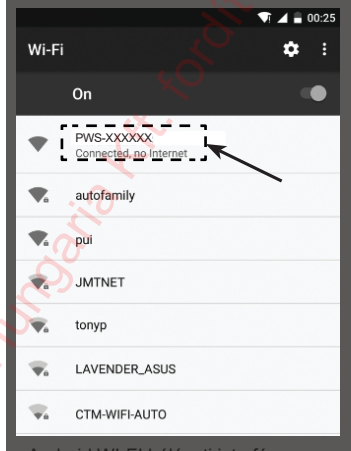 00:25
Wi-Fi
On
PWS-XXXXXX
Connected, no Internet
autofamily
pui
JMTNET
tonyp
LAVENDER_ASUS
CTM-WIFI-AUTO